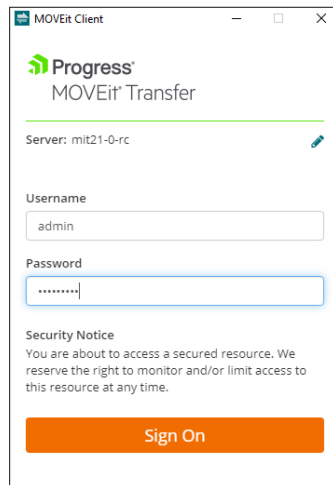 MOVEit Client
Progress®
MOVEit® Transfer
Server: mit21-0-rc
Username
admin
Password
•••••••••
Security Notice
You are about to access a secured resource. We
reserve the right to monitor and/or limit access to
this resource at any time.
Sign On